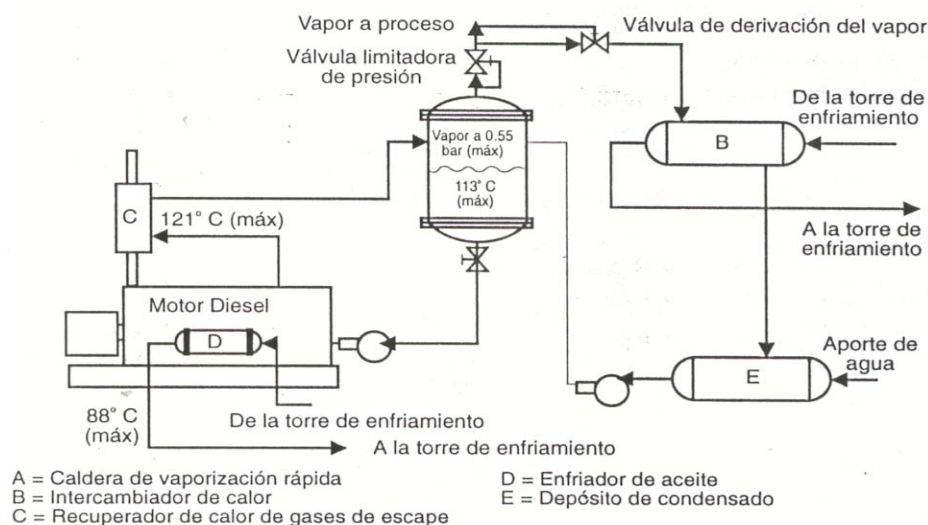 Vapor a proceso
Válvula de derivación del vapor
Válvula limitadora
de presión
De la torre de
enfriamiento
Vapor a 0.55
bar (máx)
B
113° C
(máx)
C
121° C (máx)
A la torre de
enfriamiento
Motor Diesel
D
Aporte de
agua
E
88° C
(máx)
De la torre de enfriamiento
A la torre de enfriamiento
A = Caldera de vaporización rápida
B = Intercambiador de calor
C = Recuperador de calor de gases de escape
D = Enfriador de aceite
E = Depósito de condensado